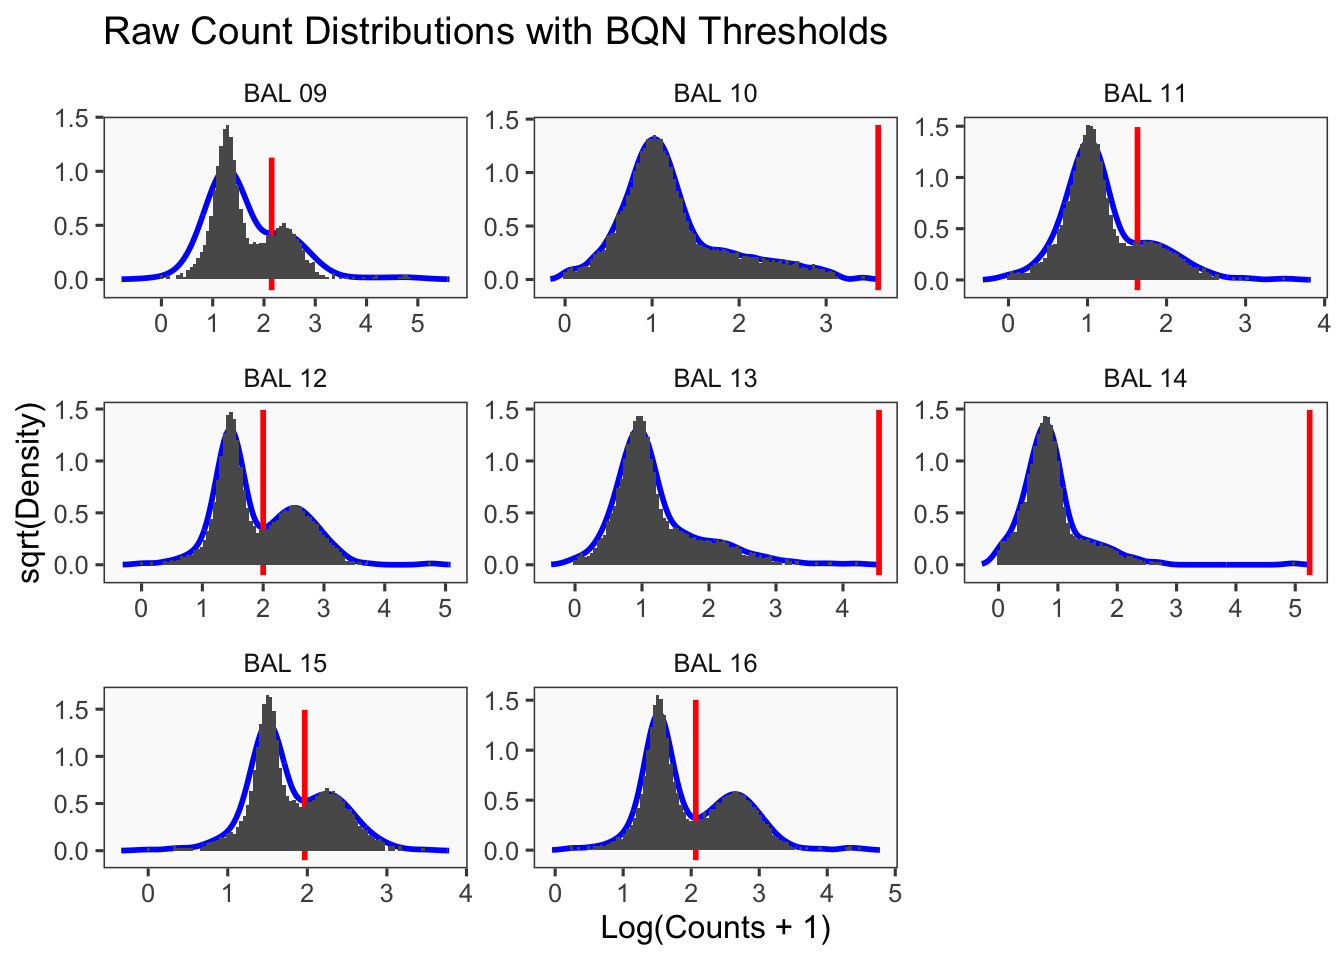 Raw Count Distributions with BQN Thresholds
BAL 09
BAL 10
BAL 11
1.5
1.0
0.5
0.0
0 1 2 3 4 5
1.5
1.0
0.5
0.0
0 1 2 3
1.5
1.0
0.5
0.0
0 1 2 3 4
BAL 12
BAL 13
BAL 14
sqrt(Density)
1.5
1.0
0.5
0.0
0 1 2 3 4 5
1.5
1.0
0.5
0.0
0 1 2 3 4
1.5
1.0
0.5
0.0
0 1 2 3 4 5
BAL 15
BAL 16
1.5
1.0
0.5
0.0
0 1 2 3 4
1.5
1.0
0.5
0.0
0 1 2 3 4 5
Log(Counts + 1)